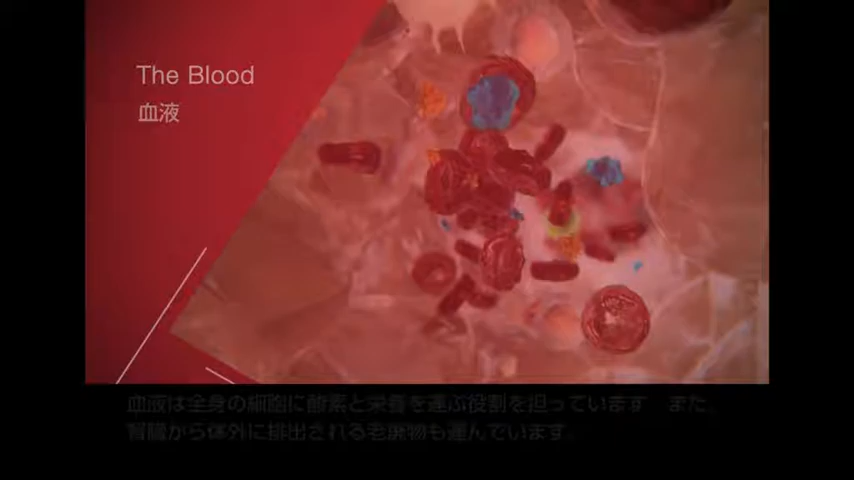 The Blood
血液
血液は全身の細胞に酸素と栄養を運ぶ役割を担っています また、
腎臓から体外に排出される老廃物も運んでいます。